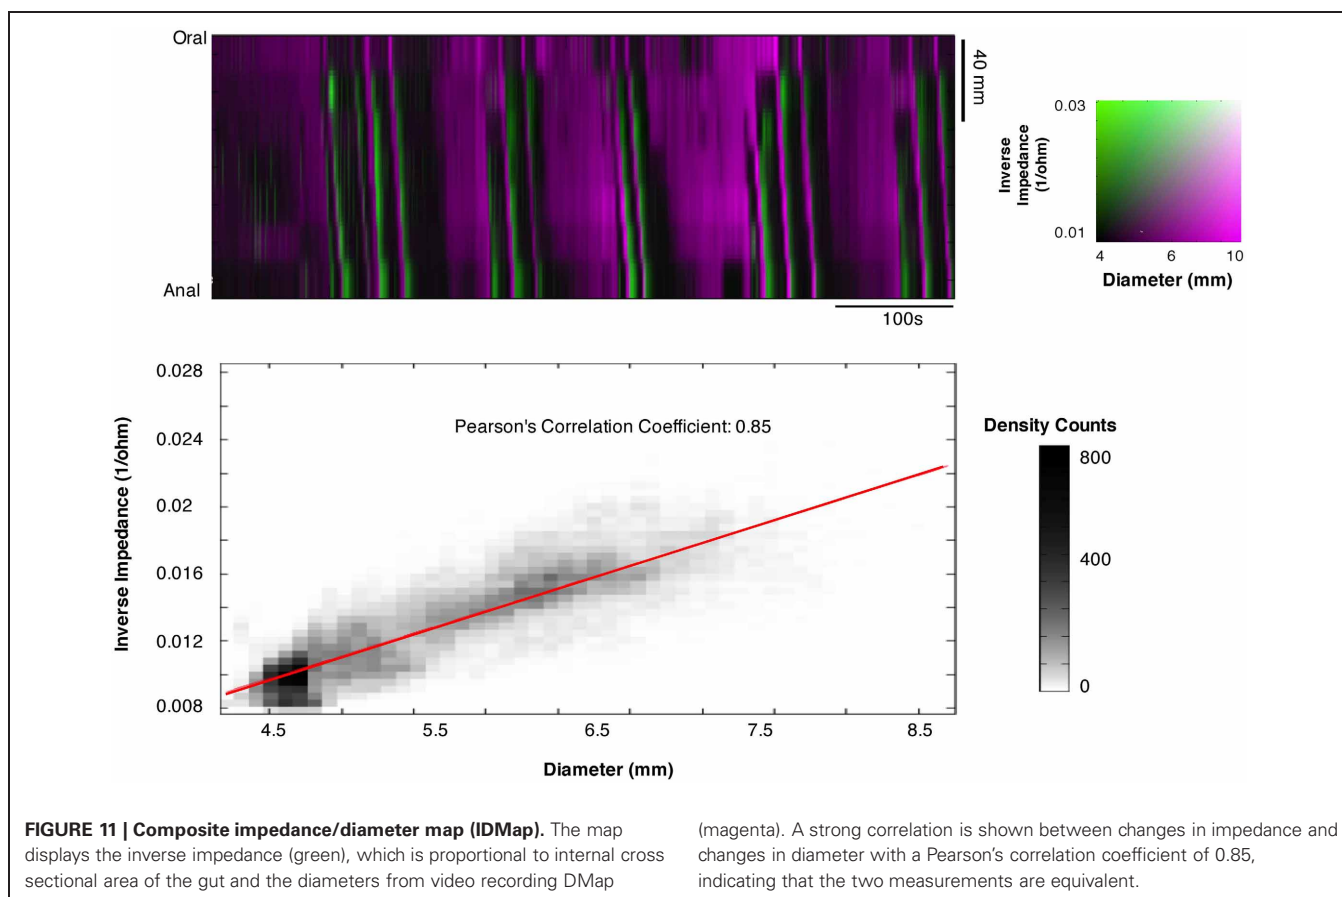 Oral
Anal
40 mm
100s
0.03
0.01
Inverse
Impedance
(1/ohm)
4 6 10
Diameter (mm)
0.028
0.024
0.02
0.016
0.012
0.008
Inverse Impedance (1/ohm)
Pearson's Correlation Coefficient: 0.85
4.5 5.5 6.5 7.5 8.5
Diameter (mm)
Density Counts
800
400
0
FIGURE 11 | Composite impedance/diameter map (IDMap). The map
displays the inverse impedance (green), which is proportional to internal cross
sectional area of the gut and the diameters from video recording DMap
(magenta). A strong correlation is shown between changes in impedance and
changes in diameter with a Pearson's correlation coefficient of 0.85,
indicating that the two measurements are equivalent.